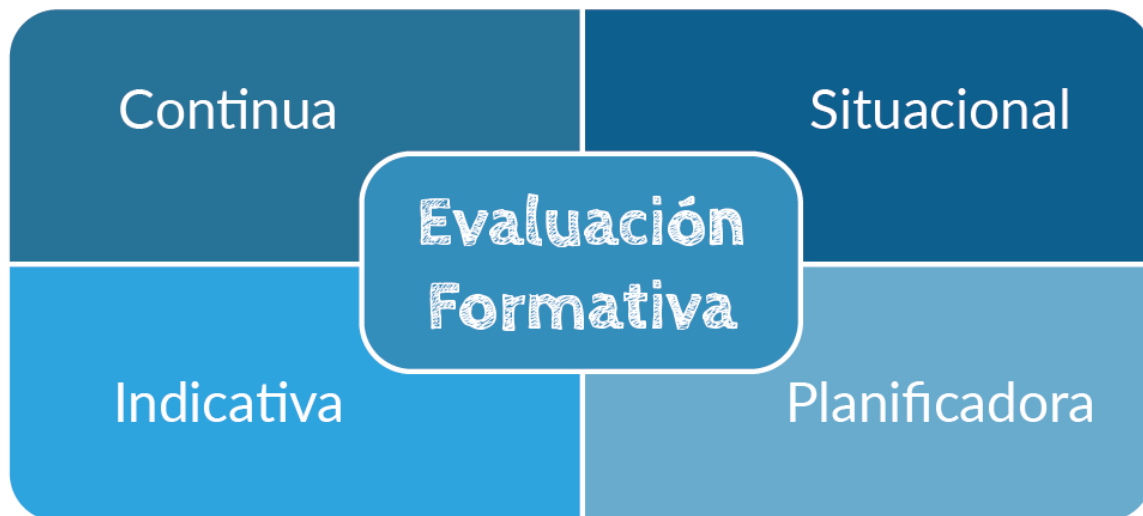 Continua
Situacional
Evaluación
Formativa
Indicativa
Planificadora